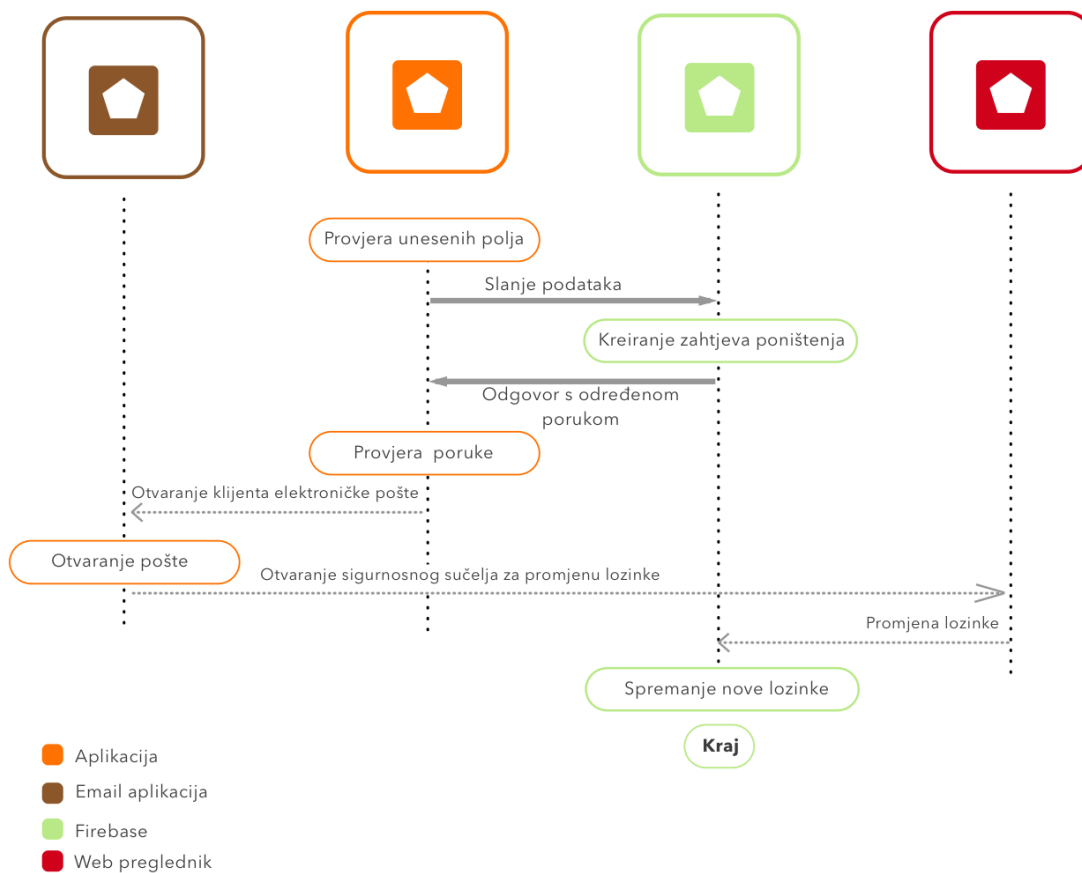 Provjera unesenih polja
Slanje podataka
Kreiranje zahtjeva poništenja
Odgovor s određenom
porukom
Provjera poruke
Otvaranje klijenta elektroničke pošte
Otvaranje pošte
Otvaranje sigurnosnog sučelja za promjenu lozinke
Promjena lozinke
Spremanje nove lozinke
Kraj
Aplikacija
Email aplikacija
Firebase
Web preglednik